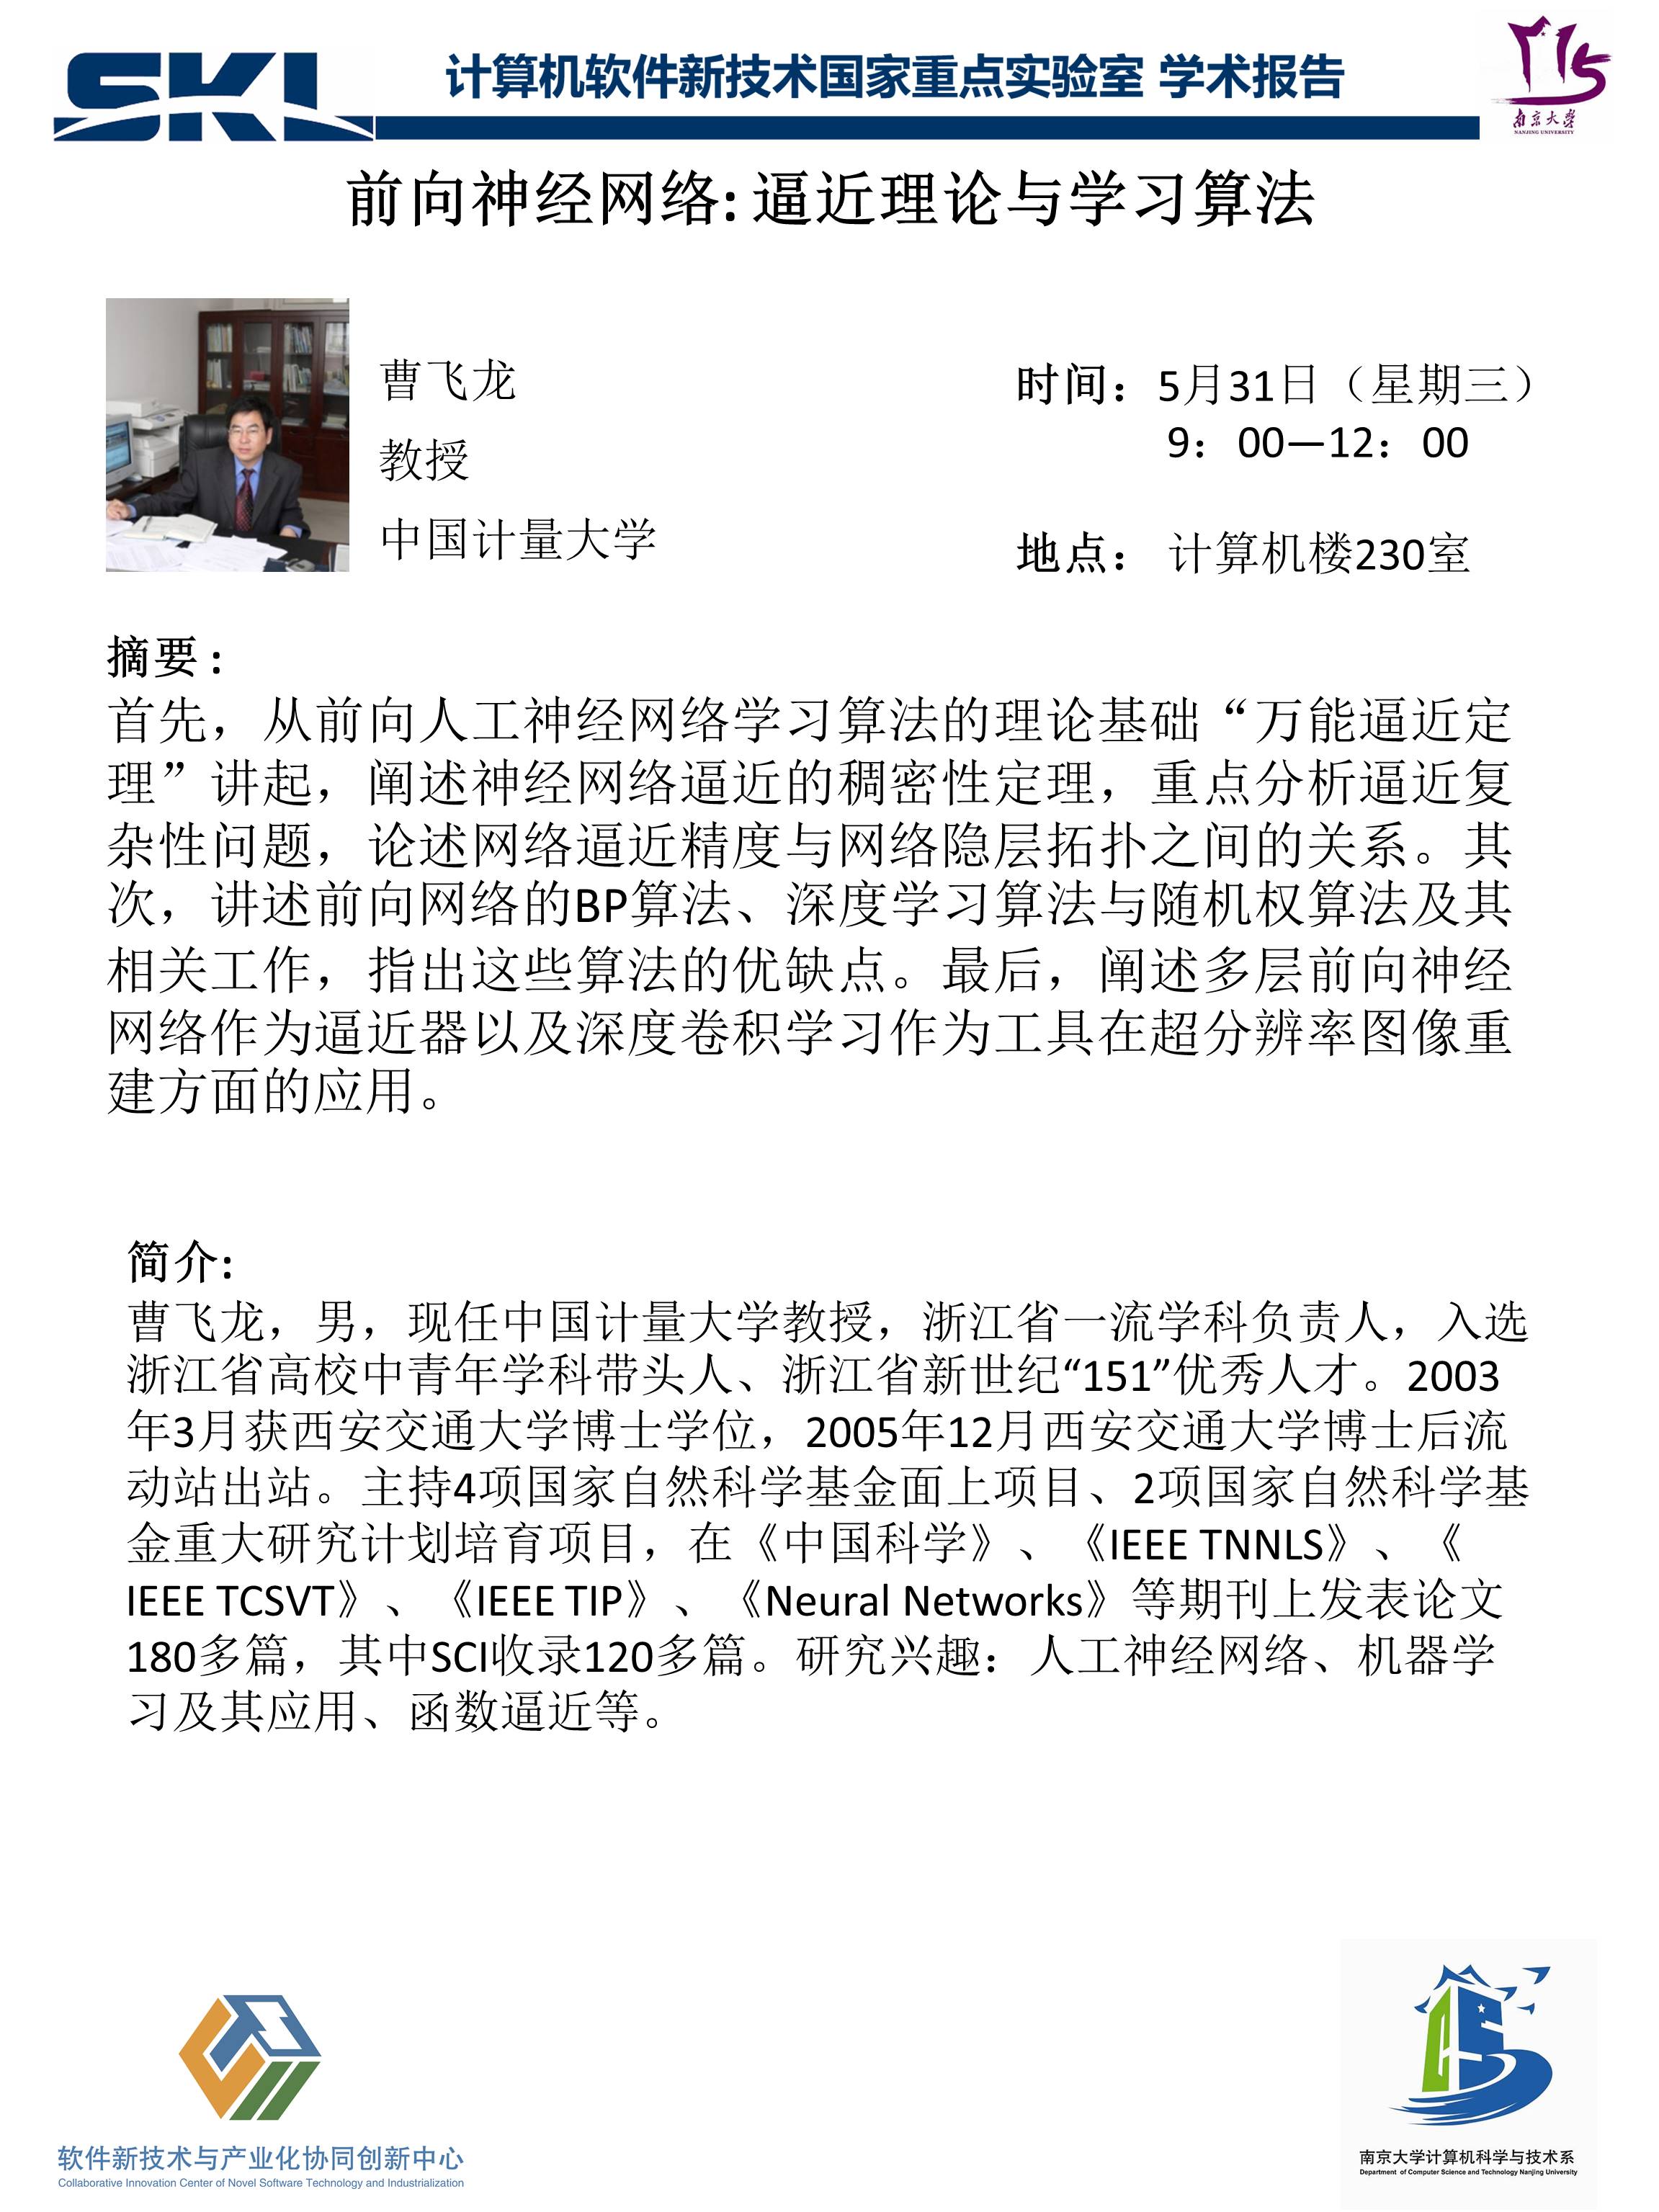 SKL
计算机软件新技术国家重点实验室 学术报告
115
南京大学
NANJING UNIVERSITY
前向神经网络: 逼近理论与学习算法
曹飞龙
教授
中国计量大学
时间：5月31日（星期三）
9：00—12：00
地点： 计算机楼230室
摘要 :
首先，从前向人工神经网络学习算法的理论基础“万能逼近定
理”讲起，阐述神经网络逼近的稠密性定理，重点分析逼近复
杂性问题，论述网络逼近精度与网络隐层拓扑之间的关系。其
次，讲述前向网络的BP算法、深度学习算法与随机权算法及其
相关工作，指出这些算法的优缺点。最后，阐述多层前向神经
网络作为逼近器以及深度卷积学习作为工具在超分辨率图像重
建方面的应用。
简介:
曹飞龙，男，现任中国计量大学教授，浙江省一流学科负责人，入选
浙江省高校中青年学科带头人、浙江省新世纪“151”优秀人才。2003
年3月获西安交通大学博士学位，2005年12月西安交通大学博士后流
动站出站。主持4项国家自然科学基金面上项目、2项国家自然科学基
金重大研究计划培育项目，在《中国科学》、《IEEE TNNLS》、《
IEEE TCSVT》、《IEEE TIP》、《Neural Networks》等期刊上发表论文
180多篇，其中SCI收录120多篇。研究兴趣：人工神经网络、机器学
习及其应用、函数逼近等。
软件新技术与产业化协同创新中心
Collaborative Innovation Center of Novel Software Technology and Industrialization
南京大学计算机科学与技术系
Department of Computer Science and Technology Nanjing University